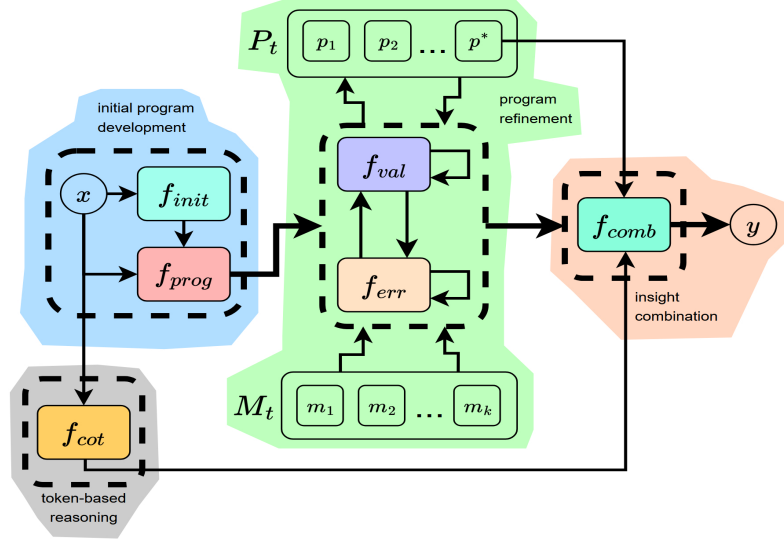 P_t p_1 p_2 ... p*
initial program
development
program
refinement
x
f_init
f_prog
f_val
f_err
f_comb
y
insight
combination
M_t m_1 m_2 ... m_k
f_cot
token-based
reasoning